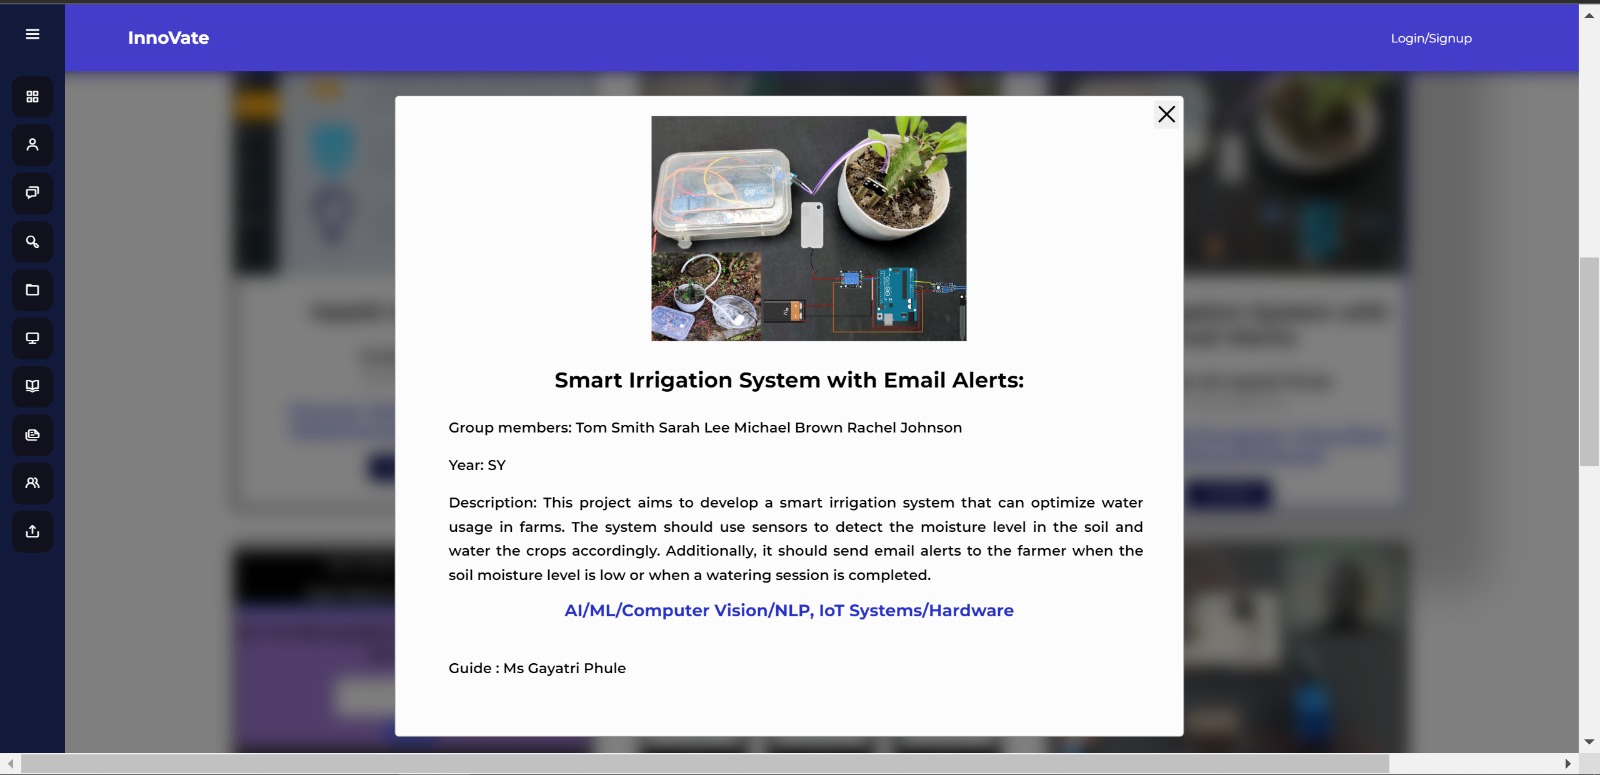 InnoVate
Login/Signup
Smart Irrigation System with Email Alerts:
Group members: Tom Smith Sarah Lee Michael Brown Rachel Johnson
Year: SY
Description: This project aims to develop a smart irrigation system that can optimize water
usage in farms. The system should use sensors to detect the moisture level in the soil and
water the crops accordingly. Additionally, it should send email alerts to the farmer when the
soil moisture level is low or when a watering session is completed.
AI/ML/Computer Vision/NLP, IoT Systems/Hardware
Guide : Ms Gayatri Phule